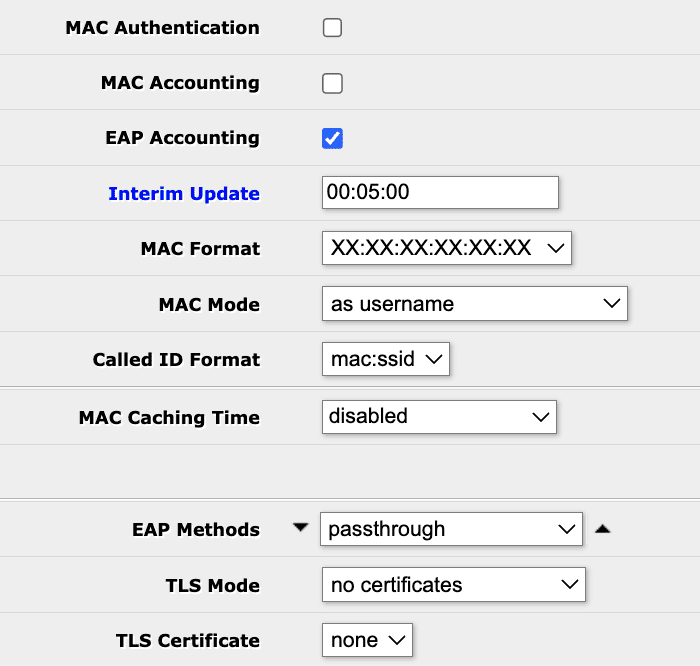 MAC Authentication
MAC Accounting
EAP Accounting
Interim Update 00:05:00
MAC Format XX:XX:XX:XX:XX:XX
MAC Mode as username
Called ID Format mac:ssid
MAC Caching Time disabled
EAP Methods passthrough
TLS Mode no certificates
TLS Certificate none